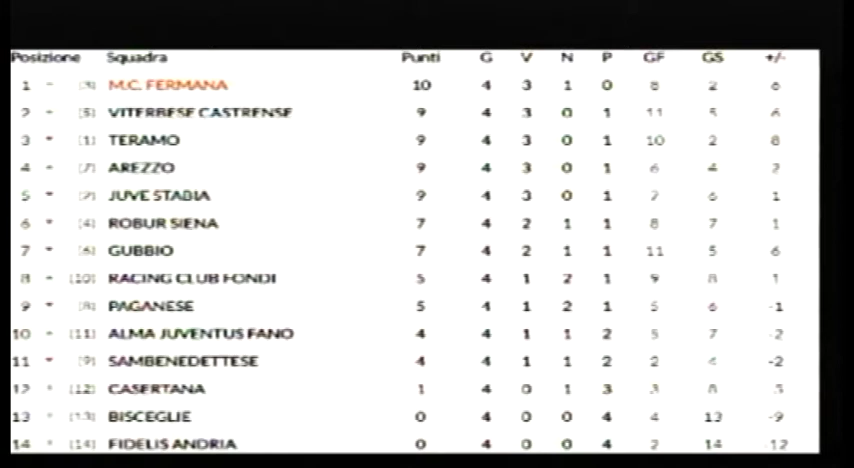 Posizione Squadra Punti G V N P GF GS +/-
1 - (3) M.C. FERMANA 10 4 3 1 0 8 2 6
2 - (5) VITERBESE CASTRENSE 9 4 3 0 1 11 5 6
3 (1) TERAMO 9 4 3 0 1 10 2 8
4 - (7) AREZZO 9 4 3 0 1 6 4 2
5 (2) JUVE STABIA 9 4 3 0 1 7 6 1
6 (4) ROBUR SIENA 7 4 2 1 1 8 7 1
7 (6) GUBBIO 7 4 2 1 1 11 5 6
8 - (10) RACING CLUB FONDI 5 4 1 2 1 9 8 1
9 (8) PAGANESE 5 4 1 2 1 5 6 -1
10 - (11) ALMA JUVENTUS FANO 4 4 1 1 2 5 7 -2
11 (9) SAMBENEDETTESE 4 4 1 1 2 2 4 -2
12 (12) CASERTANA 1 4 0 1 3 3 8
13 (13) BISCEGLIE 0 4 0 0 4 4 13 -9
14 (14) FIDELIS ANDRIA 0 4 0 0 4 2 14 -12